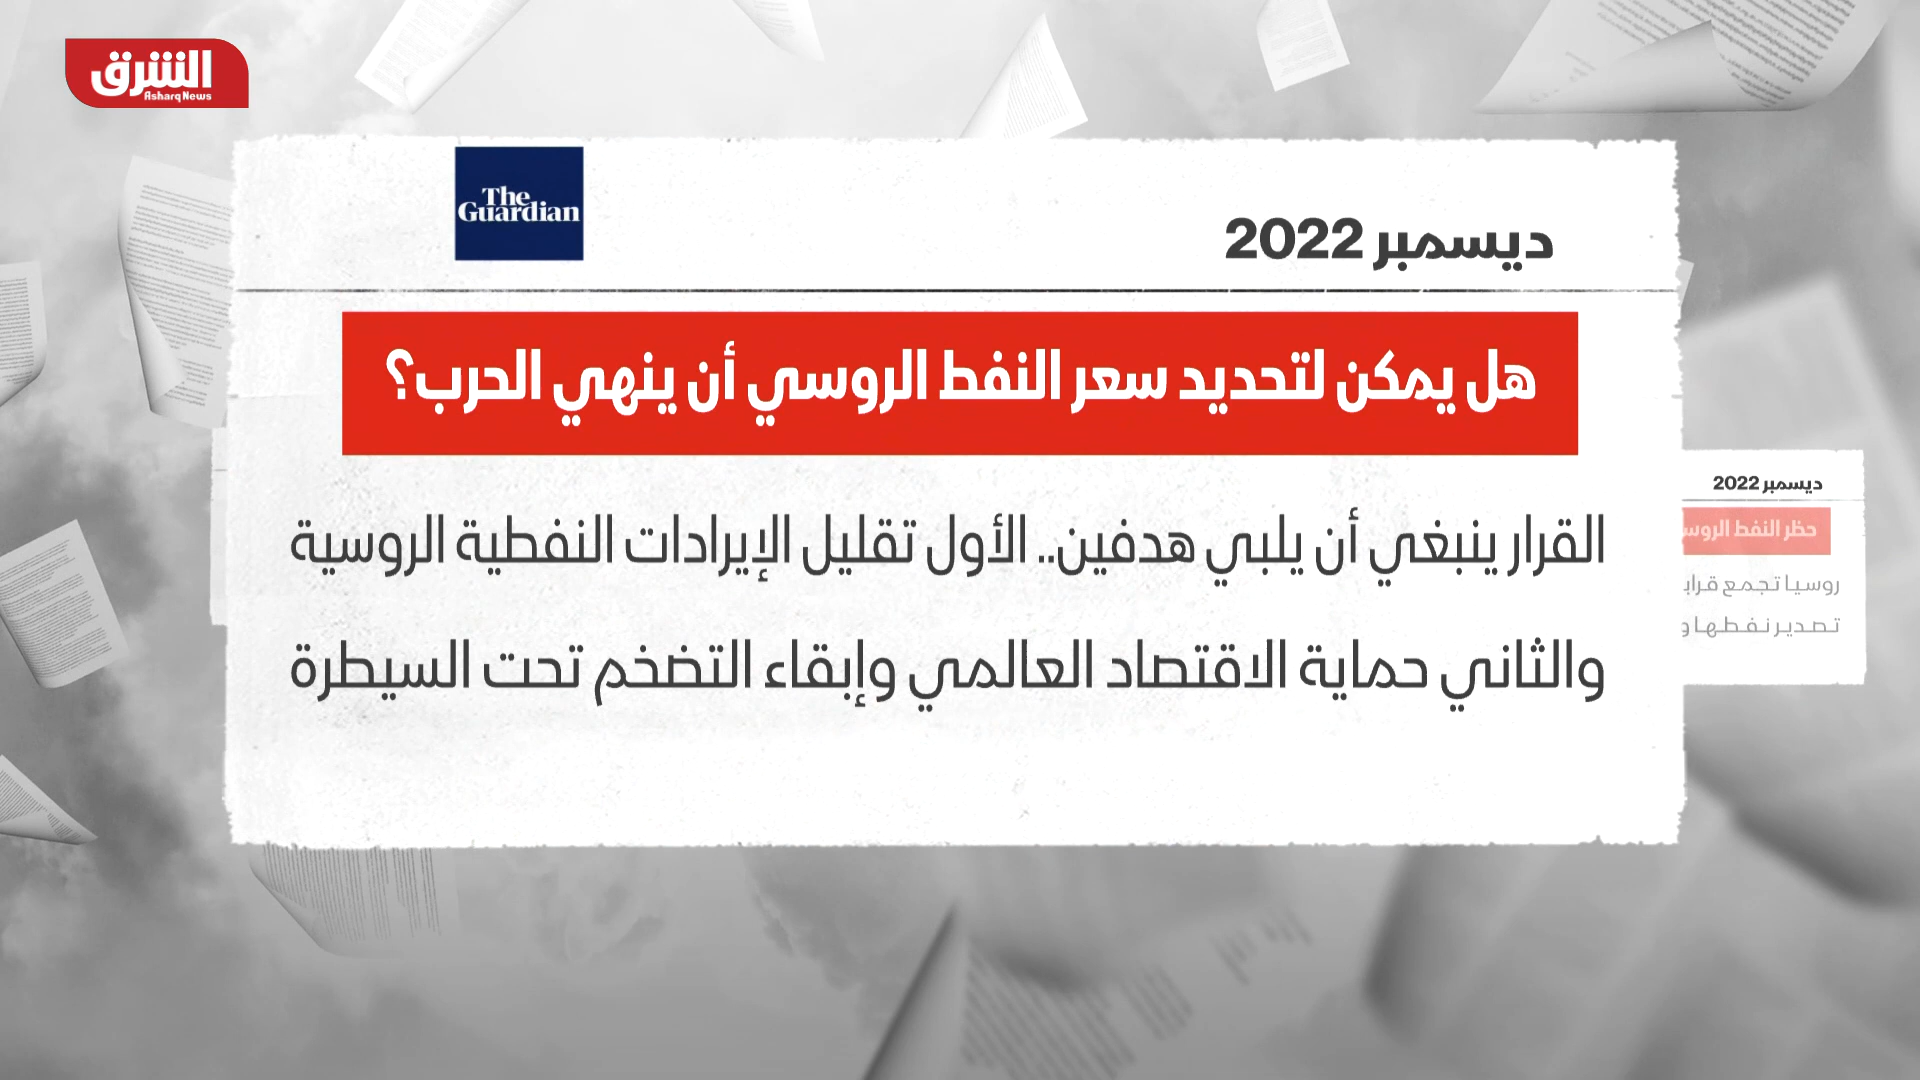 الشرق
Asharq News
The Guardian
ديسمبر 2022
هل يمكن لتحديد سعر النفط الروسي أن ينهي الحرب؟
القرار ينبغي أن يلبي هدفين.. الأول تقليل الإيرادات النفطية الروسية
والثاني حماية الاقتصاد العالمي وإبقاء التضخم تحت السيطرة
ديسمبر 2022
حظر النفط
روسيا تجمع
تصدير نفطها و